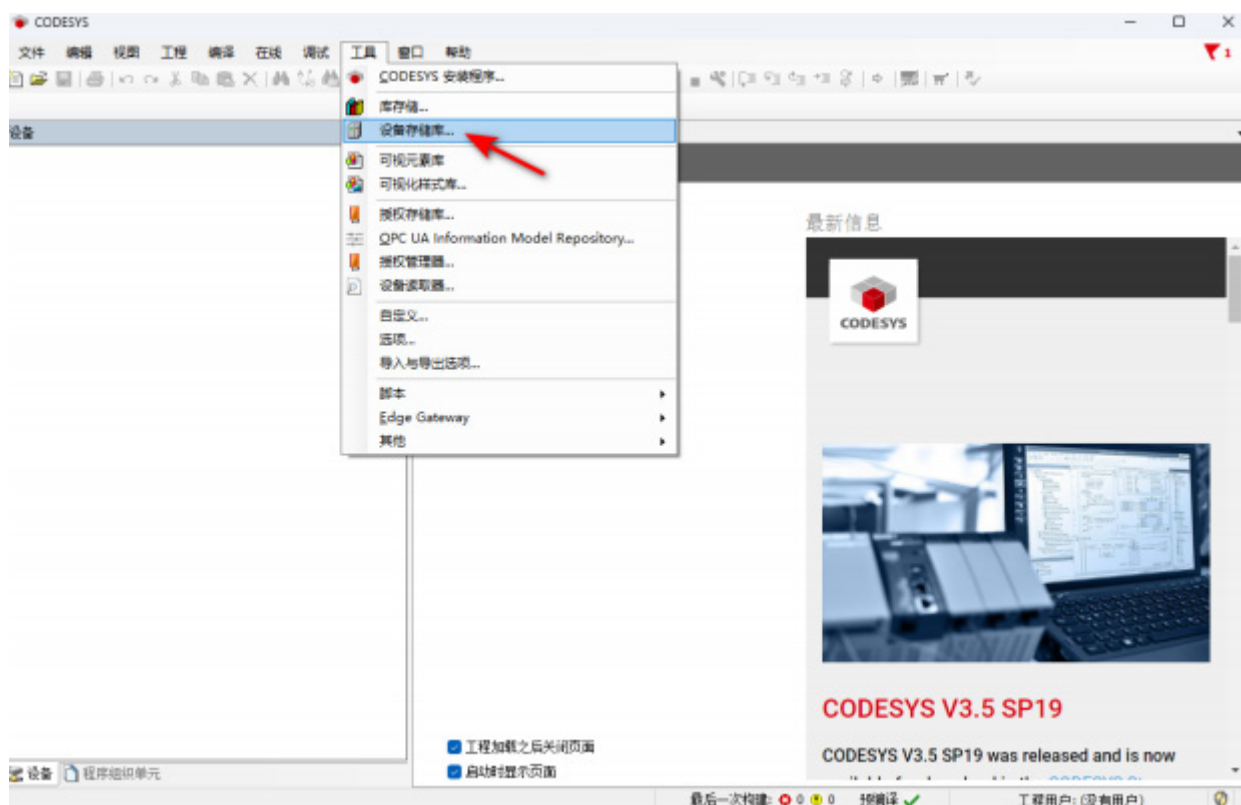 CODESYS
文件 编辑 视图 工程 编译 在线 调试 工具 窗口 帮助
1
CODESYS 安装程序...
库存储...
设备
设备存储库...
可视元素库
可视化样式库...
授权存储库...
OPC UA Information Model Repository...
授权管理器...
设备读取器...
自定义...
选项...
导入与导出选项...
脚本
Edge Gateway
其他
最新信息
CODESYS
CODESYS V3.5 SP19
CODESYS V3.5 SP19 was released and is now
工程加载之后关闭页面
启动时显示页面
设备 程序组织单元
最后一次构建: 0 0 预编译 工程用户: (没有用户)